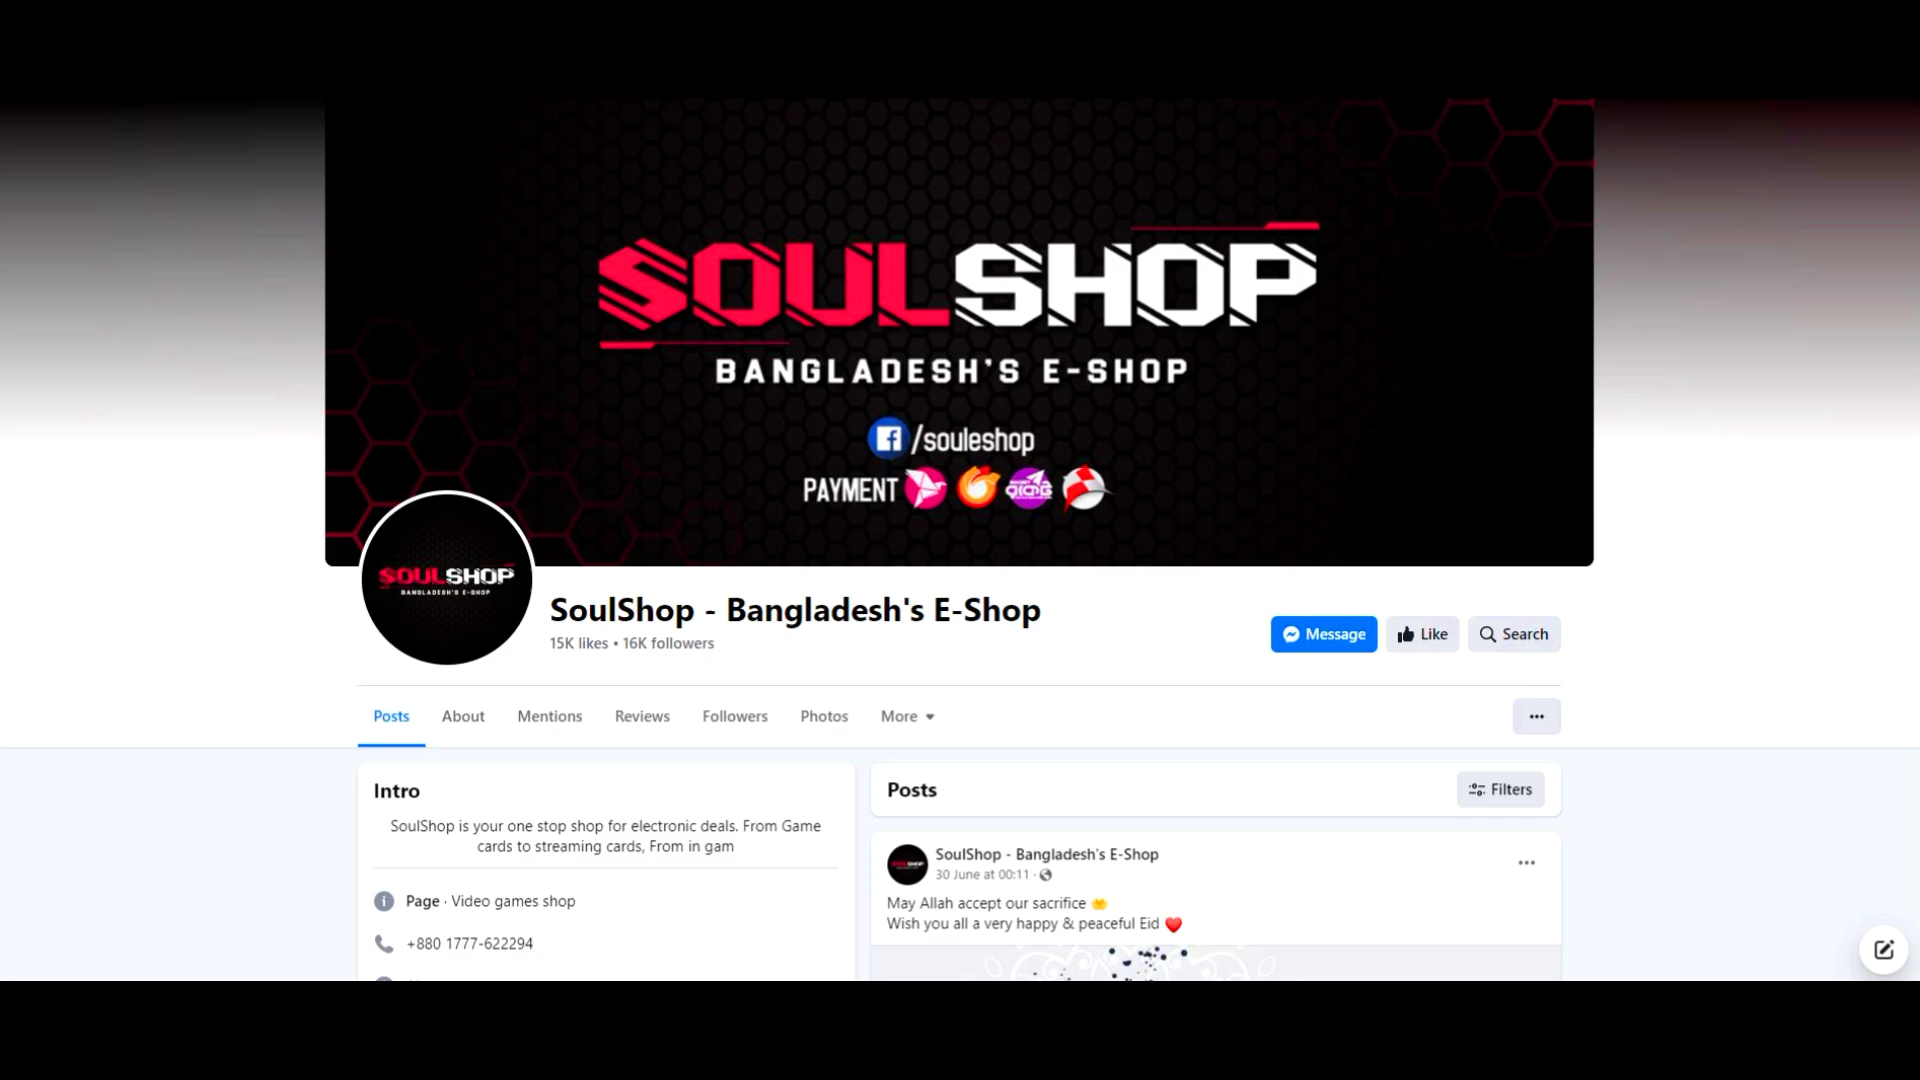 SOULSHOP
BANGLADESH'S E-SHOP
/souleshop
PAYMENT
SOULSHOP
BANGLADESH'S E-SHOP
SoulShop - Bangladesh's E-Shop
15K likes • 16K followers
Message
Like
Search
Posts
About
Mentions
Reviews
Followers
Photos
More
Intro
SoulShop is your one stop shop for electronic deals. From Game
cards to streaming cards, From in gam
Page · Video games shop
+880 1777-622294
Posts
Filters
SoulShop - Bangladesh's E-Shop
30 June at 00:11 ·
May Allah accept our sacrifice 🤲
Wish you all a very happy & peaceful Eid ❤️